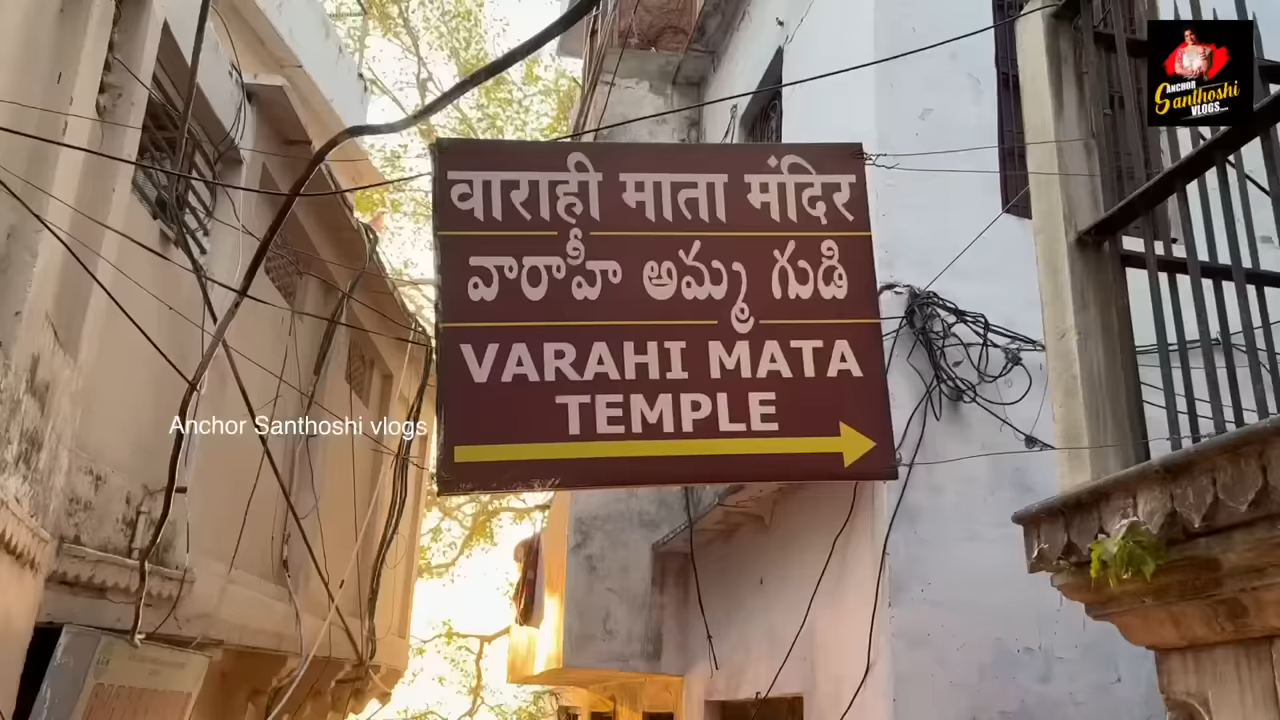 वाराही माता मंदिर
వారాహీ అమ్మ గుడి
VARAHI MATA
TEMPLE
Anchor Santhoshi vlogs
ANCHOR
Santhoshi
VLOGS....